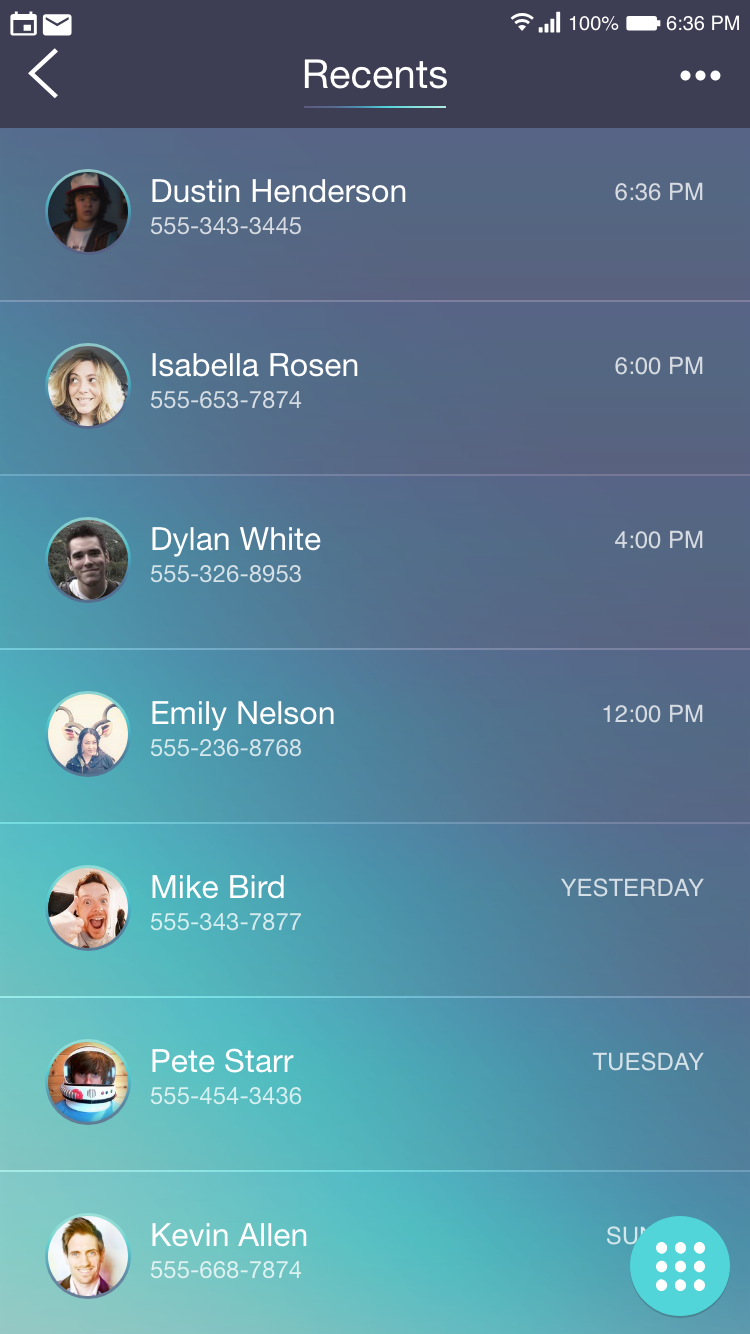 100% 6:36 PM
Recents
Dustin Henderson 6:36 PM
555-343-3445
Isabella Rosen 6:00 PM
555-653-7874
Dylan White 4:00 PM
555-326-8953
Emily Nelson 12:00 PM
555-236-8768
Mike Bird YESTERDAY
555-343-7877
Pete Starr TUESDAY
555-454-3436
Kevin Allen
555-668-7874